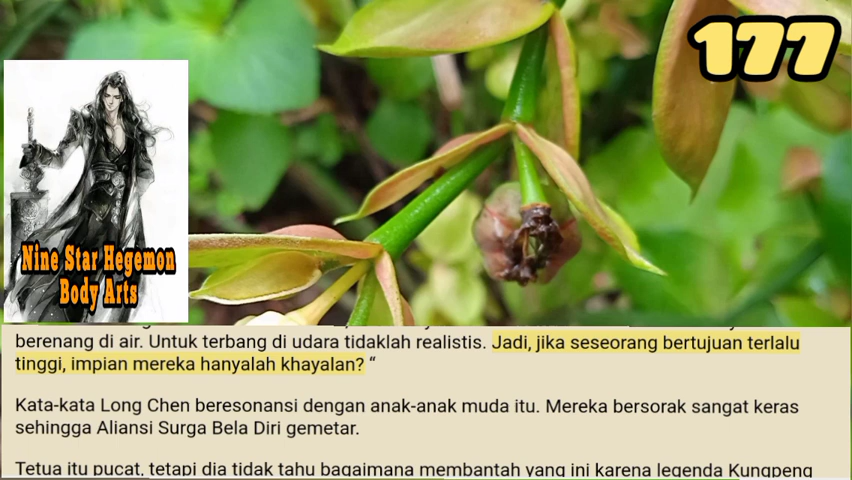 177
Nine Star Hegemon
Body Arts
berenang di air. Untuk terbang di udara tidaklah realistis. Jadi, jika seseorang bertujuan terlalu
tinggi, impian mereka hanyalah khayalan? “
Kata-kata Long Chen beresonansi dengan anak-anak muda itu. Mereka bersorak sangat keras
sehingga Aliansi Surga Bela Diri gemetar.
Tetua itu pucat, tetapi dia tidak tahu bagaimana membantah yang ini karena legenda Kungpeng